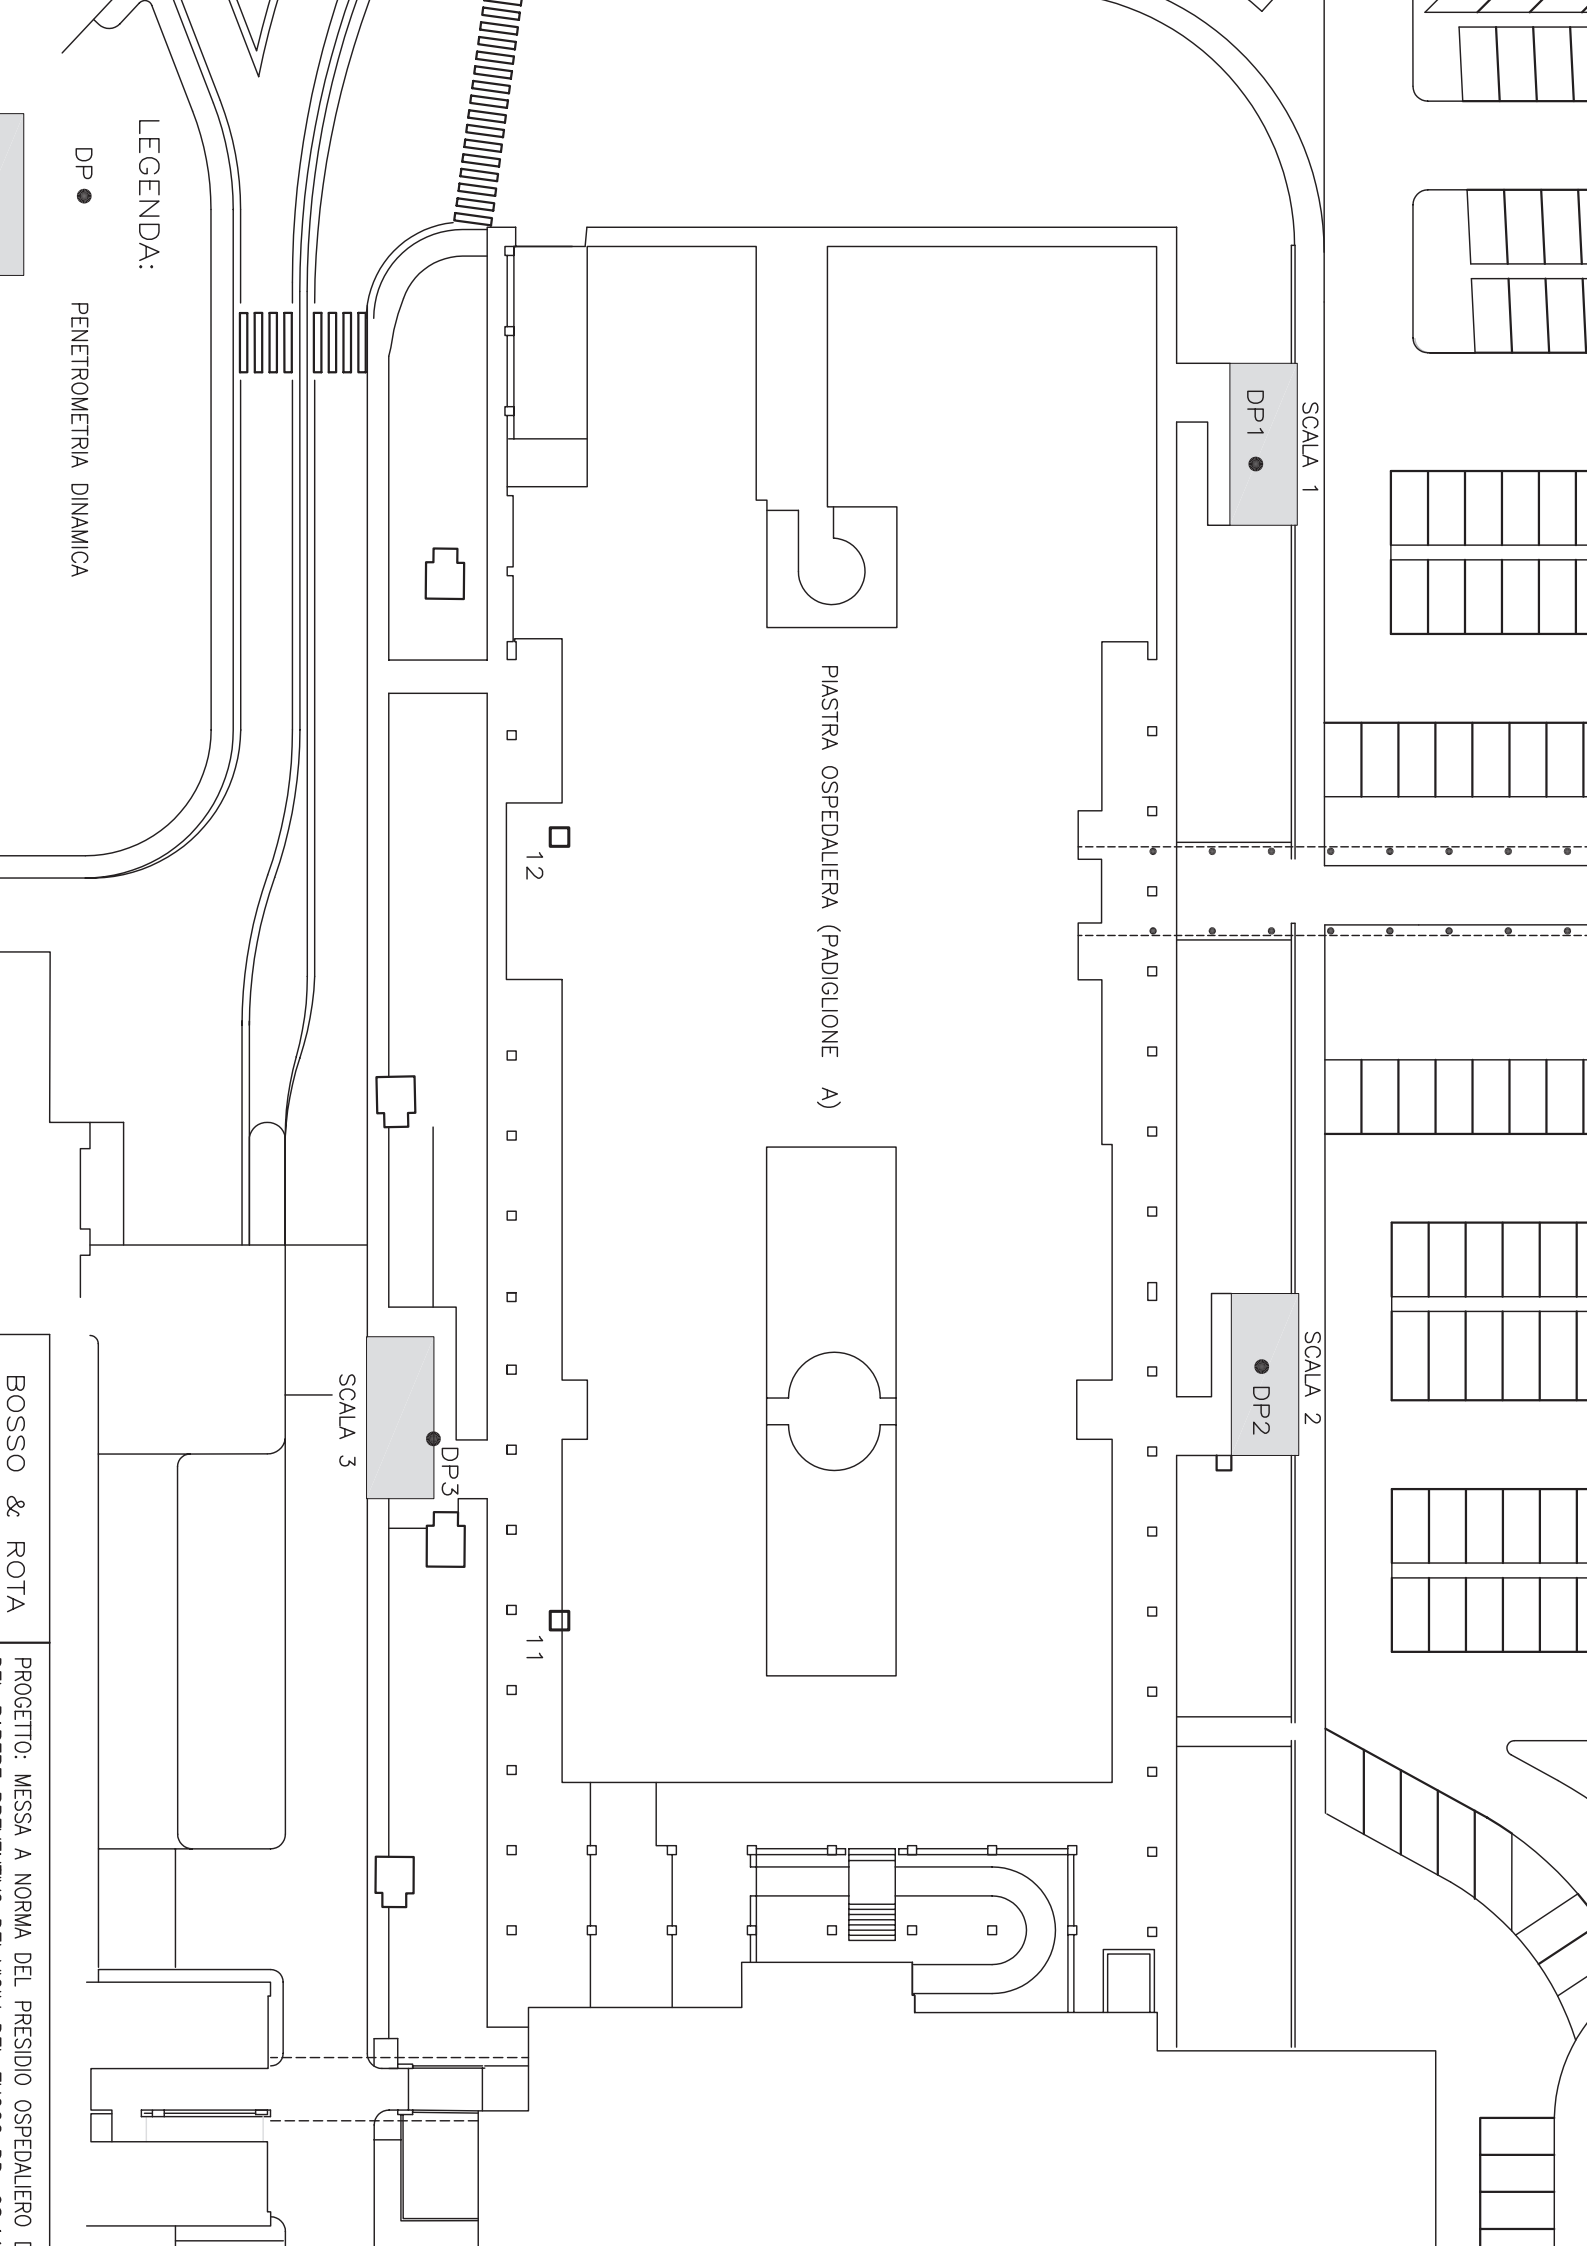 SCALA 1
DP1
SCALA 2
DP2
PIASTRA OSPEDALIERA (PADIGLIONE A)
12
11
DP3
SCALA 3
LEGENDA:
DP
PENETROMETRIA DINAMICA
BOSSO & ROTA
PROGETTO: MESSA A NORMA DEL PRESIDIO OSPEDALIERO